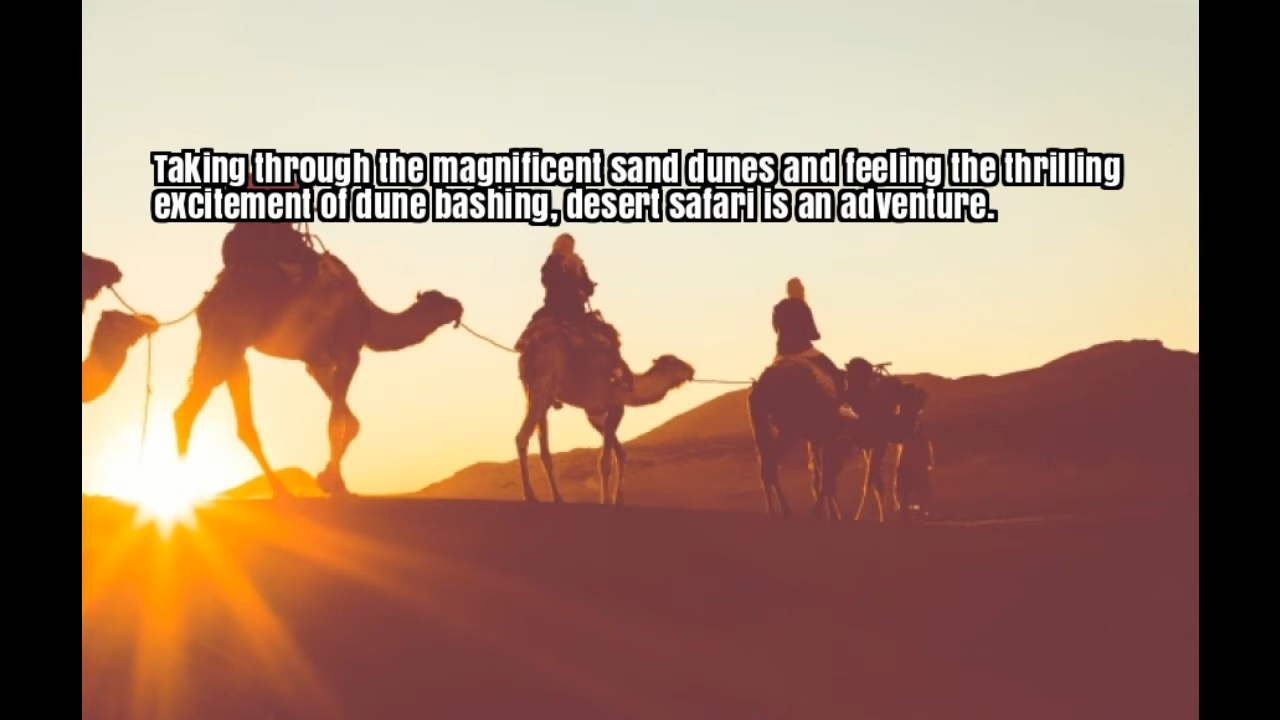 Taking through the magnificent sand dunes and feeling the thrilling
excitement of dune bashing, desert safari is an adventure.